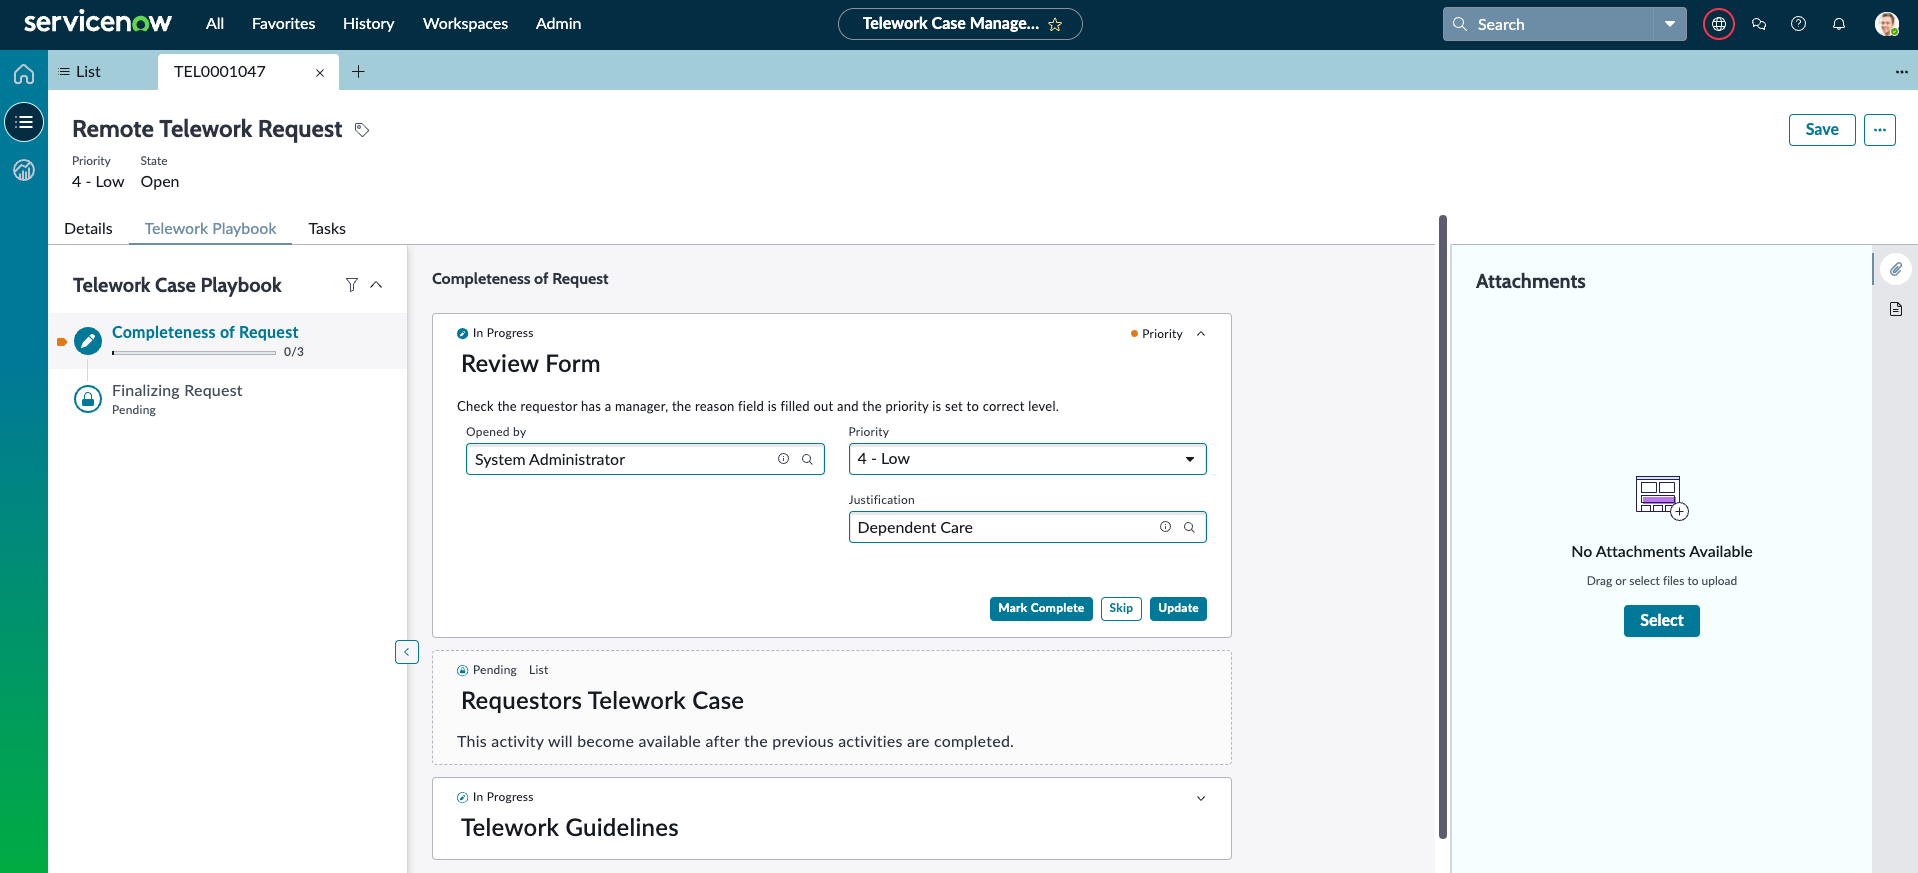 servicenow
All Favorites History Workspaces Admin
Telework Case Manage...
Search
List
TEL0001047
Remote Telework Request
Priority State
4 - Low Open
Save
Details Telework Playbook Tasks
Telework Case Playbook
Completeness of Request
0/3
Finalizing Request
Pending
Completeness of Request
In Progress
Priority
Review Form
Check the requestor has a manager, the reason field is filled out and the priority is set to correct level.
Opened by
System Administrator
Priority
4 - Low
Justification
Dependent Care
Mark Complete Skip Update
Pending List
Requestors Telework Case
This activity will become available after the previous activities are completed.
In Progress
Telework Guidelines
Attachments
No Attachments Available
Drag or select files to upload
Select